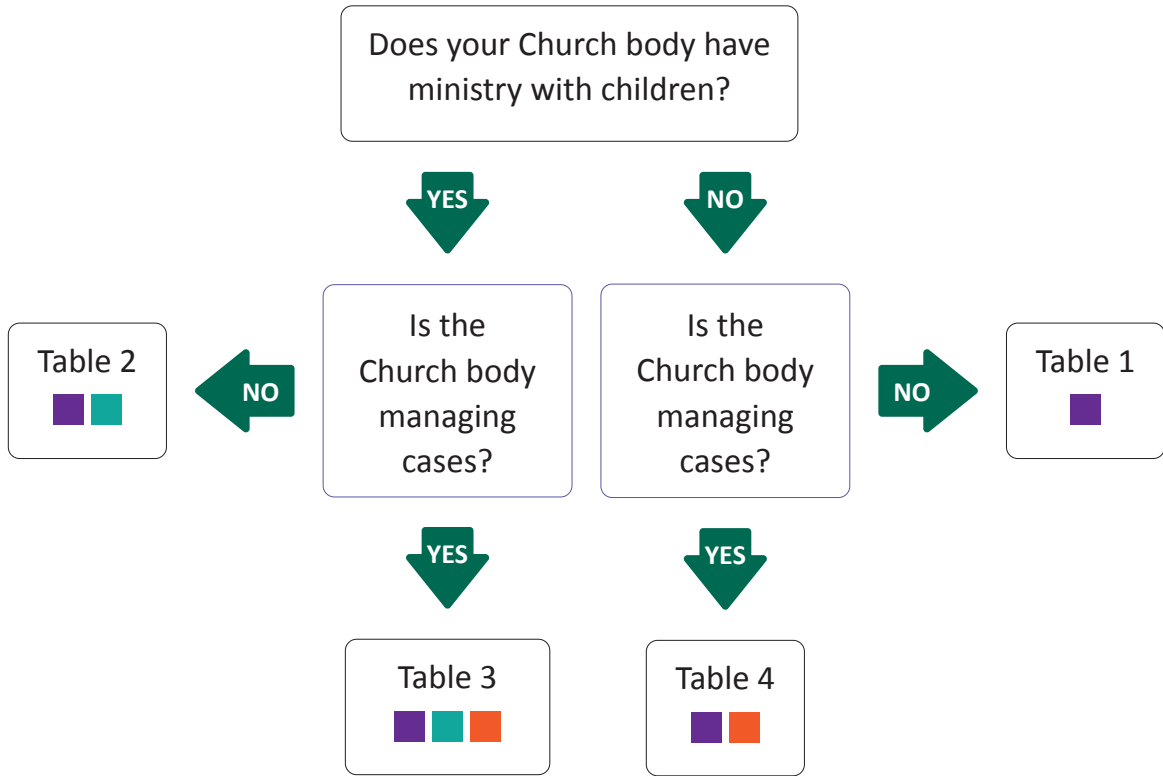 Does your Church body have
ministry with children?
YES
NO
Is the
Church body
managing
cases?
Is the
Church body
managing
cases?
Table 2
NO
NO
Table 1
YES
YES
Table 3
Table 4